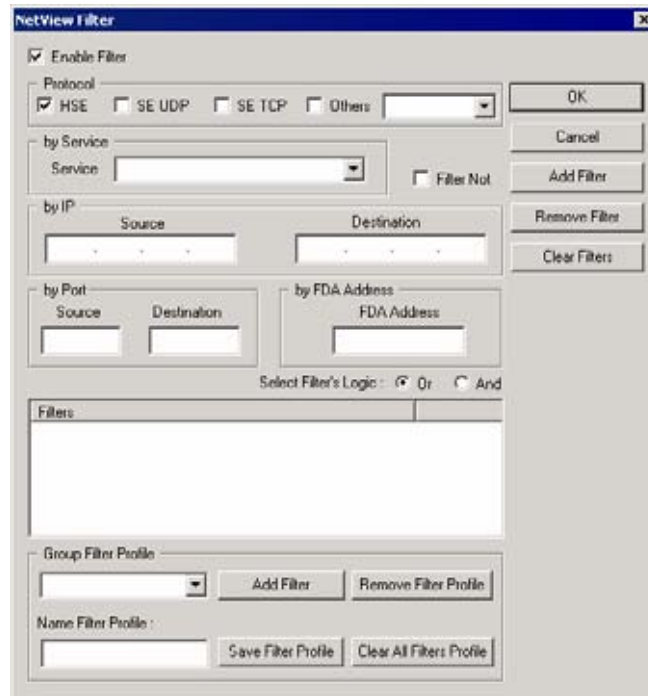 NetView Filter
Enable Filter
Protocol
HSE SE UDP SE TCP Others
OK
Cancel
by Service
Service
Filter Not
Add Filter
by IP
Source Destination
Remove Filter
Clear Filters
by Port
Source Destination
by FDA Address
FDA Address
Select Filter's Logic : Or And
Filters
Group Filter Profile
Add Filter Remove Filter Profile
Name Filter Profile :
Save Filter Profile Clear All Filters Profile